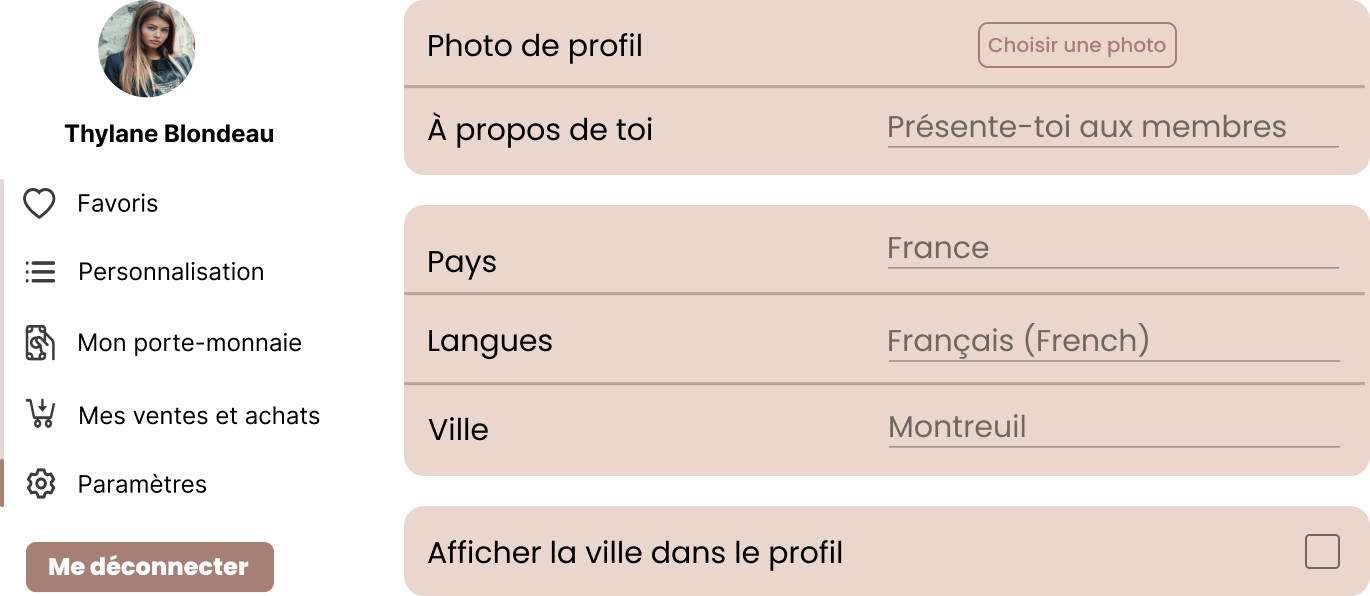 Thylane Blondeau
Favoris
Personnalisation
Mon porte-monnaie
Mes ventes et achats
Paramètres
Me déconnecter
Photo de profil
Choisir une photo
À propos de toi
Présente-toi aux membres
Pays
France
Langues
Français (French)
Ville
Montreuil
Afficher la ville dans le profil